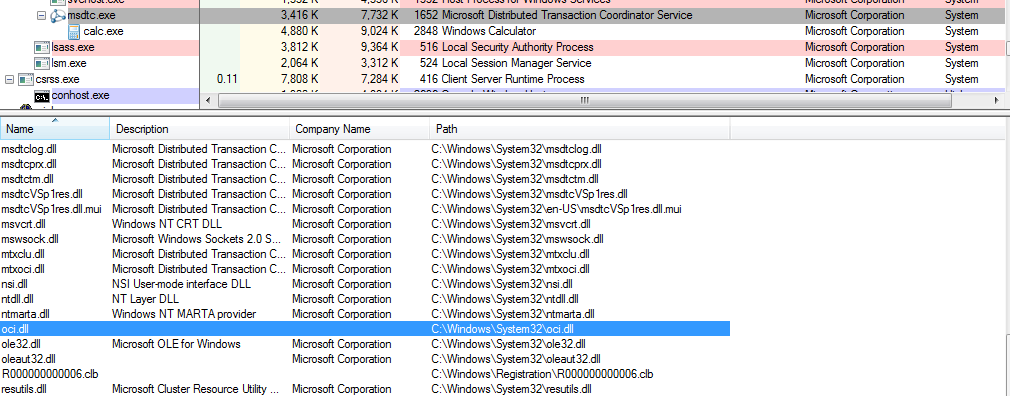 msdtc.exe 3,416 K 7,732 K 1652 Microsoft Distributed Transaction Coordinator Service Microsoft Corporation System
calc.exe 4,880 K 9,024 K 2848 Windows Calculator Microsoft Corporation System
lsass.exe 3,812 K 9,364 K 516 Local Security Authority Process Microsoft Corporation System
lsm.exe 2,064 K 3,312 K 524 Local Session Manager Service Microsoft Corporation System
csrss.exe 0.11 7,808 K 7,284 K 416 Client Server Runtime Process Microsoft Corporation System
conhost.exe
Name Description Company Name Path
msdtclog.dll Microsoft Distributed Transaction C... Microsoft Corporation C:\Windows\System32\msdtclog.dll
msdtcprx.dll Microsoft Distributed Transaction C... Microsoft Corporation C:\Windows\System32\msdtcprx.dll
msdtctm.dll Microsoft Distributed Transaction C... Microsoft Corporation C:\Windows\System32\msdtctm.dll
msdtcVSp1res.dll Microsoft Distributed Transaction C... Microsoft Corporation C:\Windows\System32\msdtcVSp1res.dll
msdtcVSp1res.dll.mui Microsoft Distributed Transaction C... Microsoft Corporation C:\Windows\System32\en-US\msdtcVSp1res.dll.mui
msvcrt.dll Windows NT CRT DLL Microsoft Corporation C:\Windows\System32\msvcrt.dll
mswsock.dll Microsoft Windows Sockets 2.0 S... Microsoft Corporation C:\Windows\System32\mswsock.dll
mtxclu.dll Microsoft Distributed Transaction C... Microsoft Corporation C:\Windows\System32\mtxclu.dll
mtxoci.dll Microsoft Distributed Transaction C... Microsoft Corporation C:\Windows\System32\mtxoci.dll
nsi.dll NSI User-mode interface DLL Microsoft Corporation C:\Windows\System32\nsi.dll
ntdll.dll NT Layer DLL Microsoft Corporation C:\Windows\System32\ntdll.dll
ntmarta.dll Windows NT MARTA provider Microsoft Corporation C:\Windows\System32\ntmarta.dll
oci.dll C:\Windows\System32\oci.dll
ole32.dll Microsoft OLE for Windows Microsoft Corporation C:\Windows\System32\ole32.dll
oleaut32.dll Microsoft Corporation C:\Windows\System32\oleaut32.dll
R000000000006.clb C:\Windows\Registration\R000000000006.clb
resutils.dll Microsoft Cluster Resource Utility ... Microsoft Corporation C:\Windows\System32\resutils.dll